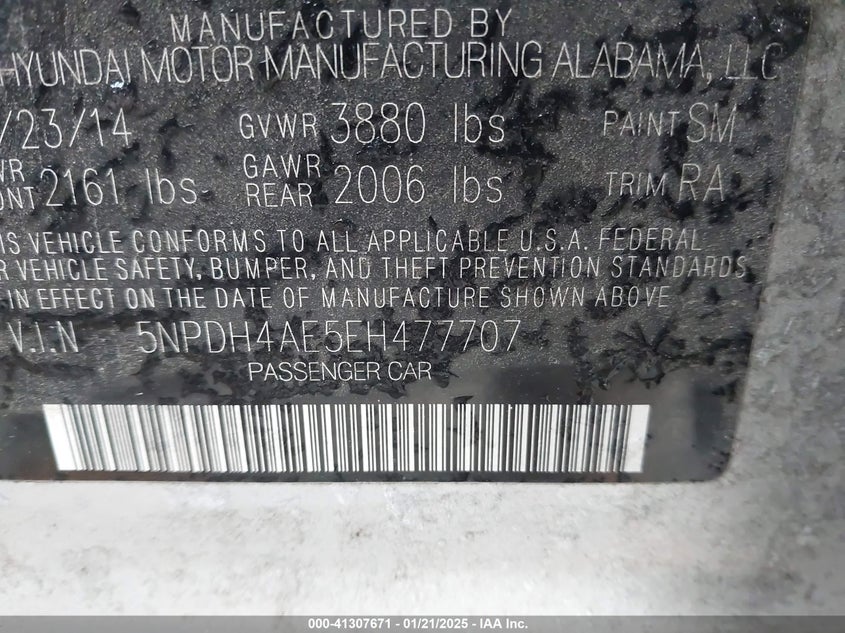 MANUFACTURED BY
HYUNDAI MOTOR MANUFACTURING ALABAMA, LLC
/23/14 GVWR 3880 lbs PAINT SM
WR GAWR
ONT 2161 lbs REAR 2006 lbs TRIM RA
IS VEHICLE CONFORMS TO ALL APPLICABLE U.S.A. FEDERAL
R VEHICLE SAFETY, BUMPER, AND THEFT PREVENTION STANDARDS
IN EFFECT ON THE DATE OF MANUFACTURE SHOWN ABOVE
V.I.N 5NPDH4AE5EH477707
PASSENGER CAR
000-41307671 - 01/21/2025 - IAA Inc.